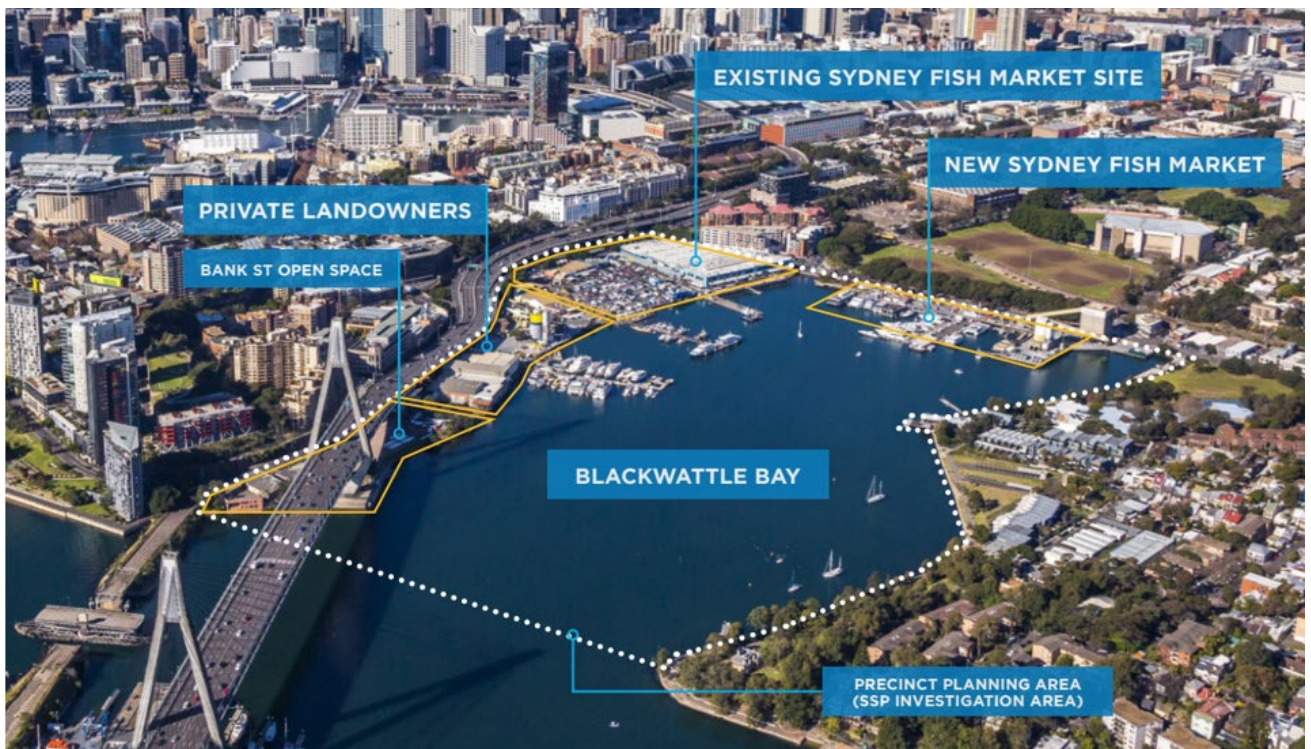 EXISTING SYDNEY FISH MARKET SITE
NEW SYDNEY FISH MARKET
PRIVATE LANDOWNERS
BANK ST OPEN SPACE
BLACKWATTLE BAY
PRECINCT PLANNING AREA
(SSP INVESTIGATION AREA)